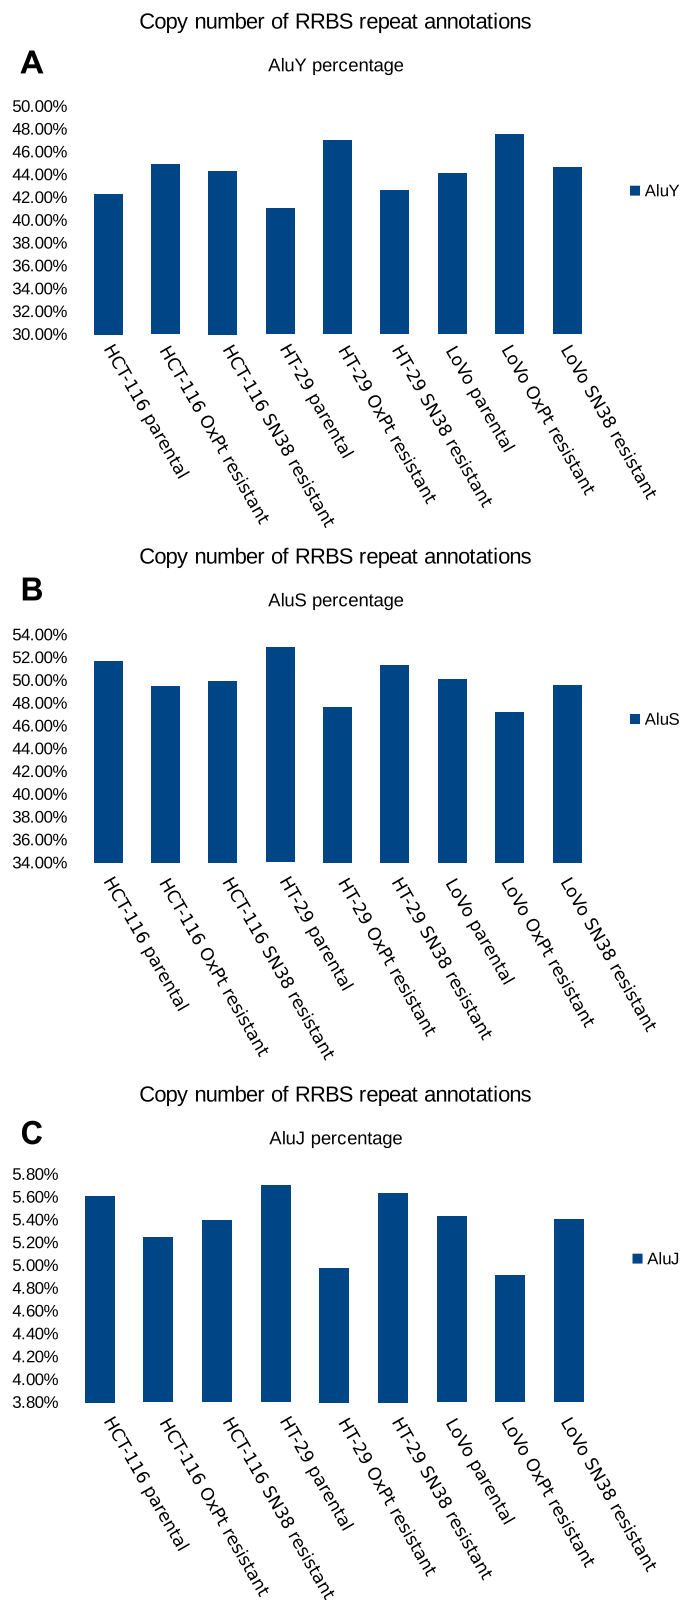 Copy number of RRBS repeat annotations
A
AluY percentage
50.00%
48.00%
46.00%
44.00%
42.00%
40.00%
38.00%
36.00%
34.00%
32.00%
30.00%
AluY
HCT-116 parental
HCT-116 OxPt resistant
HCT-116 SN38 resistant
HT-29 parental
HT-29 OxPt resistant
HT-29 SN38 resistant
LoVo parental
LoVo OxPt resistant
LoVo SN38 resistant
Copy number of RRBS repeat annotations
B
AluS percentage
54.00%
52.00%
50.00%
48.00%
46.00%
44.00%
42.00%
40.00%
38.00%
36.00%
34.00%
AluS
HCT-116 parental
HCT-116 OxPt resistant
HCT-116 SN38 resistant
HT-29 parental
HT-29 OxPt resistant
HT-29 SN38 resistant
LoVo parental
LoVo OxPt resistant
LoVo SN38 resistant
Copy number of RRBS repeat annotations
C
AluJ percentage
5.80%
5.60%
5.40%
5.20%
5.00%
4.80%
4.60%
4.40%
4.20%
4.00%
3.80%
AluJ
HCT-116 parental
HCT-116 OxPt resistant
HCT-116 SN38 resistant
HT-29 parental
HT-29 OxPt resistant
HT-29 SN38 resistant
LoVo parental
LoVo OxPt resistant
LoVo SN38 resistant